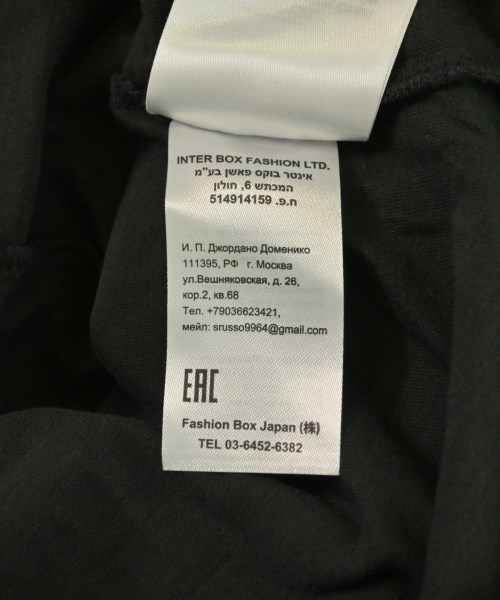 INTER BOX FASHION LTD.
אינטר בוקס פאשן בע"מ
המכתש 6, חולון
ח.פ. 514914159
И. П. Джордано Доменико
111395, РФ г. Москва
ул.Вешняковская, д. 26,
кор.2, кв.68
Тел. +79036623421,
мейл: srusso9964@gmail.com
EAC
Fashion Box Japan (株)
TEL 03-6452-6382